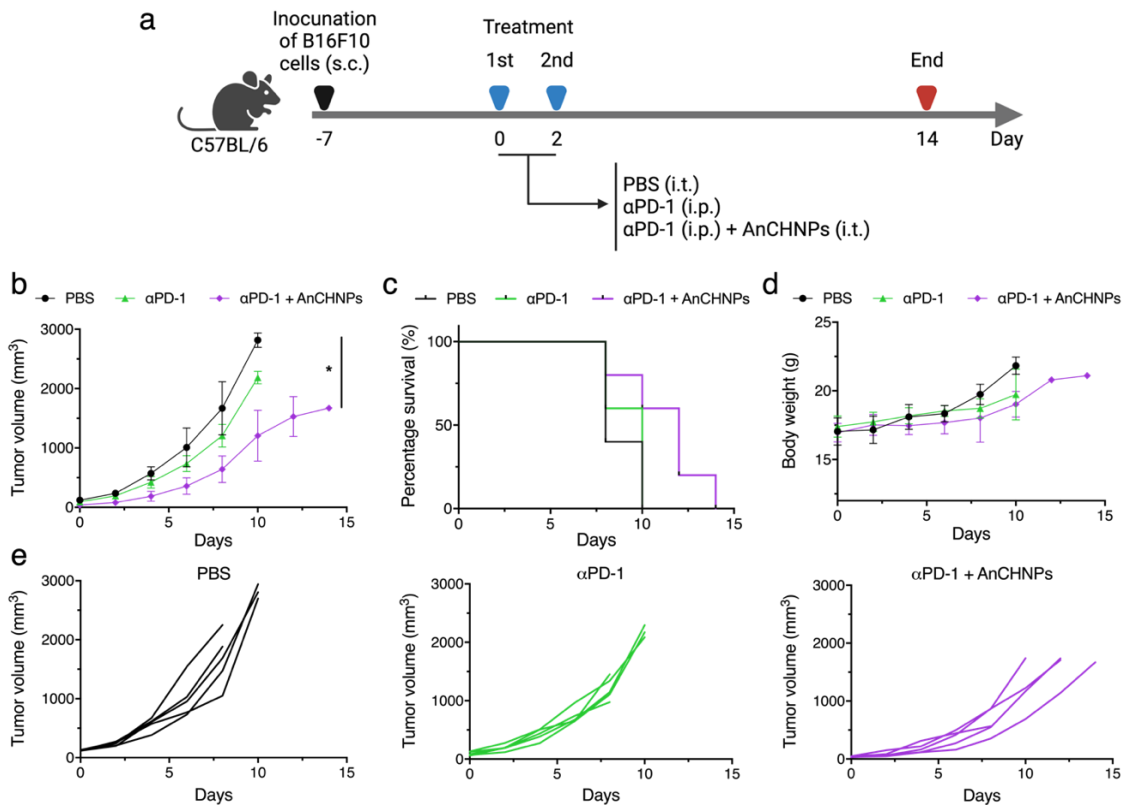 a
Inocunation
of B16F10
cells (s.c.)
Treatment
1st 2nd
End
C57BL/6
-7 0 2 14 Day
PBS (i.t.)
αPD-1 (i.p.)
αPD-1 (i.p.) + AnCHNPs (i.t.)
b
PBS αPD-1 αPD-1 + AnCHNPs
Tumor volume (mm³)
3000
2000
1000
0
*
0 5 10 15
Days
c
PBS αPD-1 αPD-1 + AnCHNPs
Percentage survival (%)
100
50
0
0 5 10 15
Days
d
PBS αPD-1 αPD-1 + AnCHNPs
Body weight (g)
25
20
15
0 5 10 15
Days
e
PBS
Tumor volume (mm³)
3000
2000
1000
0
0 5 10 15
Days
αPD-1
Tumor volume (mm³)
3000
2000
1000
0
0 5 10 15
Days
αPD-1 + AnCHNPs
Tumor volume (mm³)
3000
2000
1000
0
0 5 10 15
Days